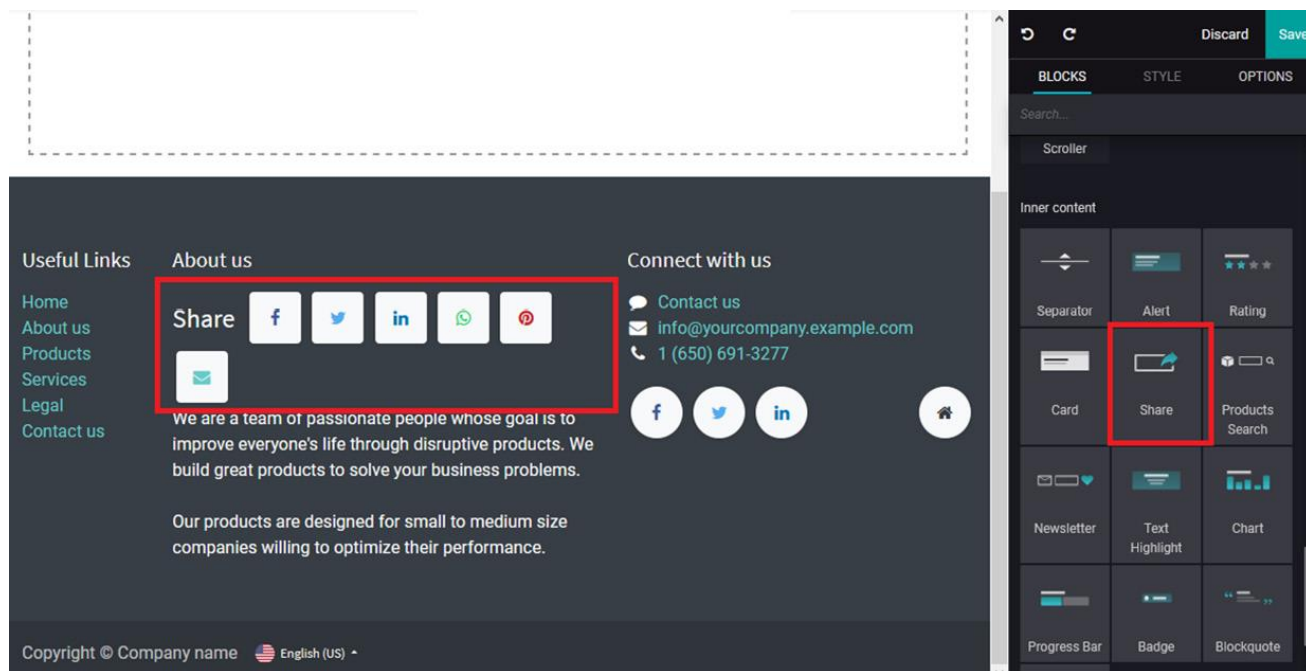 Discard Save
BLOCKS STYLE OPTIONS
Search...
Scroller
Inner content
Separator Alert Rating
Card Share Products
Search
Newsletter Text Chart
Highlight
Progress Bar Badge Blockquote
Useful Links
Home
About us
Products
Services
Legal
Contact us
About us
Share
We are a team of passionate people whose goal is to
improve everyone's life through disruptive products. We
build great products to solve your business problems.
Our products are designed for small to medium size
companies willing to optimize their performance.
Connect with us
Contact us
info@yourcompany.example.com
1 (650) 691-3277
Copyright © Company name English (US)